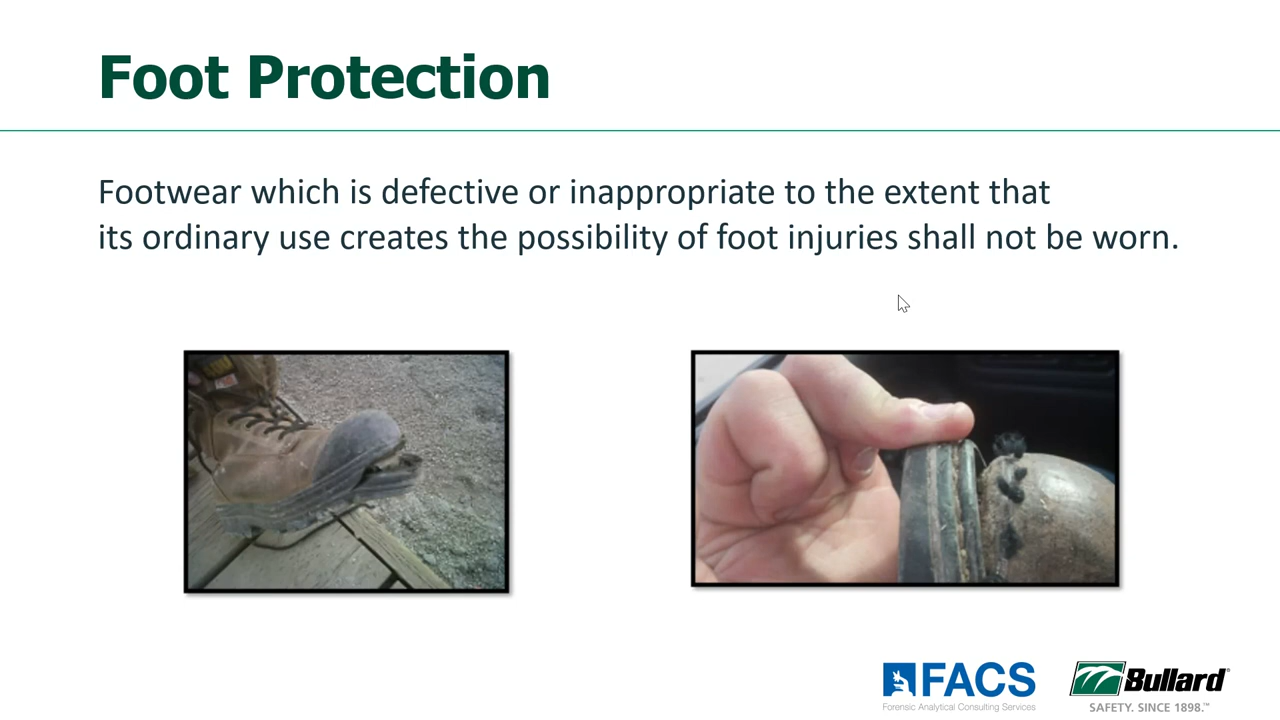 Foot Protection
Footwear which is defective or inappropriate to the extent that
its ordinary use creates the possibility of foot injuries shall not be worn.
FACS
Forensic Analytical Consulting Services
Bullard®
SAFETY. SINCE 1898.™